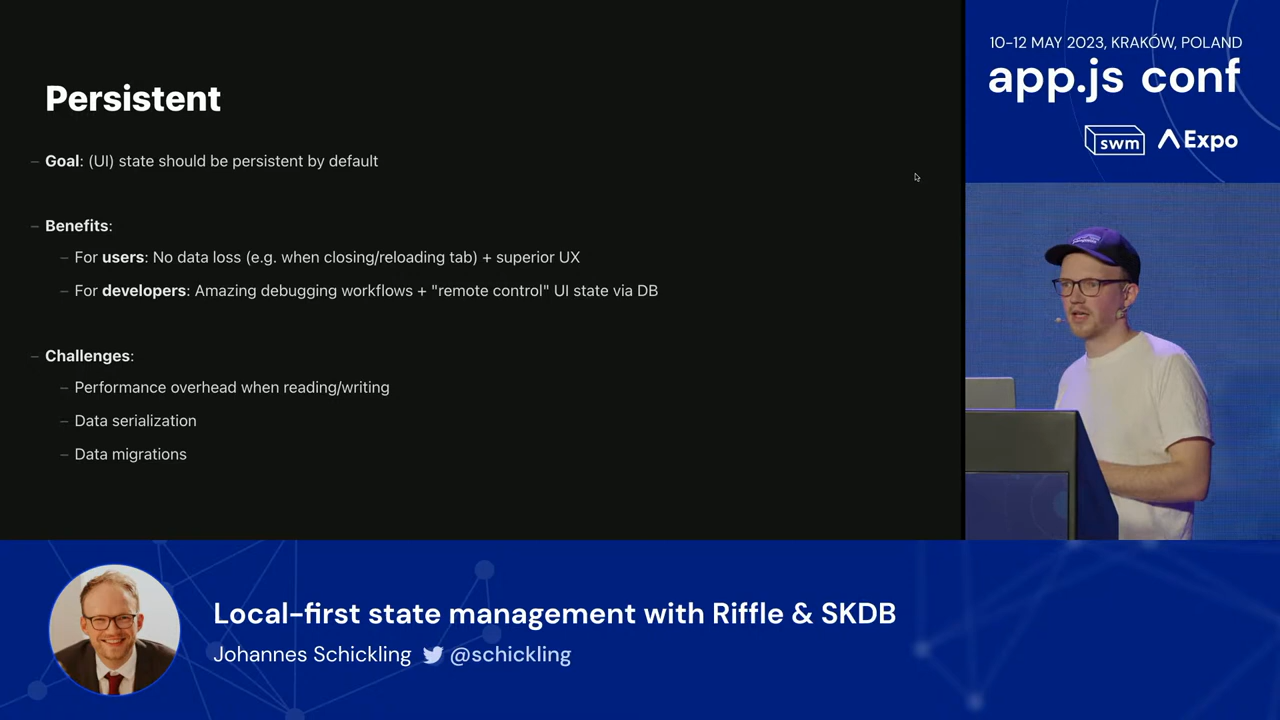 Persistent
– Goal: (UI) state should be persistent by default
– Benefits:
– For users: No data loss (e.g. when closing/reloading tab) + superior UX
– For developers: Amazing debugging workflows + "remote control" UI state via DB
– Challenges:
– Performance overhead when reading/writing
– Data serialization
– Data migrations
10-12 MAY 2023, KRAKÓW, POLAND
app.js conf
swm Expo
Local-first state management with Riffle & SKDB
Johannes Schickling @schickling